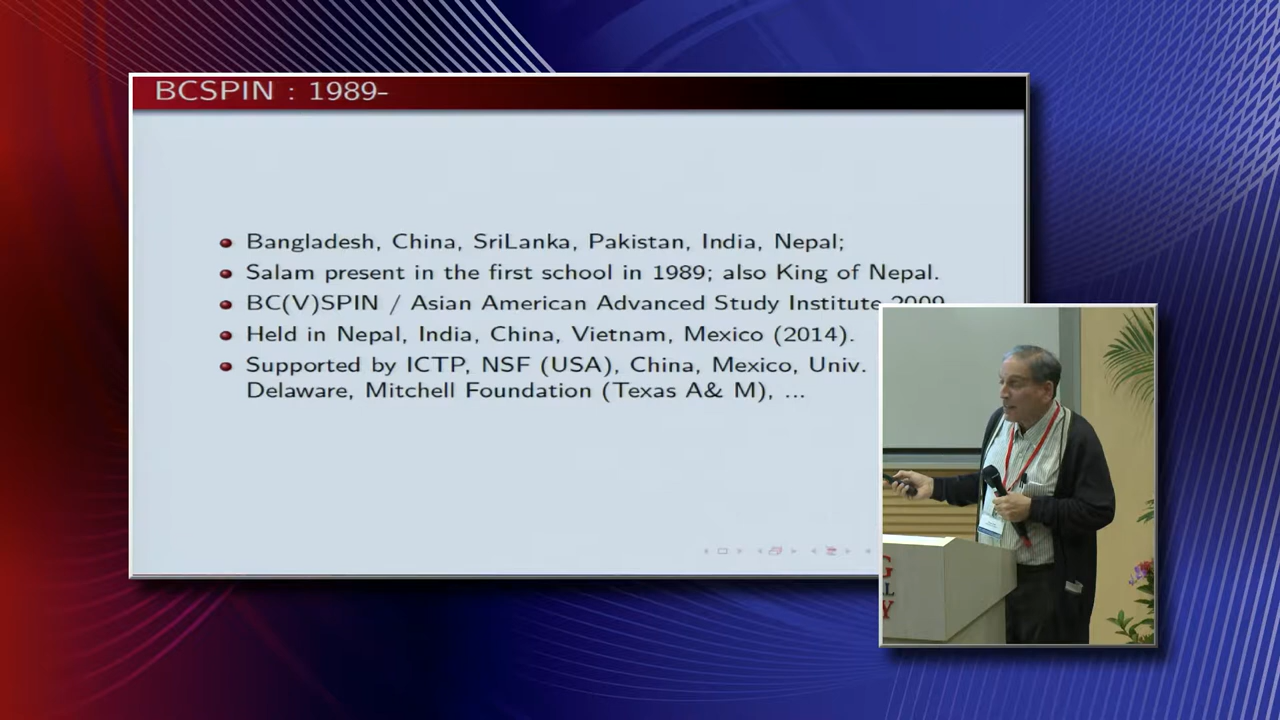 BCSPIN : 1989-
Bangladesh, China, SriLanka, Pakistan, India, Nepal;
Salam present in the first school in 1989; also King of Nepal.
BC(V)SPIN / Asian American Advanced Study Institute 2009
Held in Nepal, India, China, Vietnam, Mexico (2014).
Supported by ICTP, NSF (USA), China, Mexico, Univ.
Delaware, Mitchell Foundation (Texas A& M), ...
G
L
Y